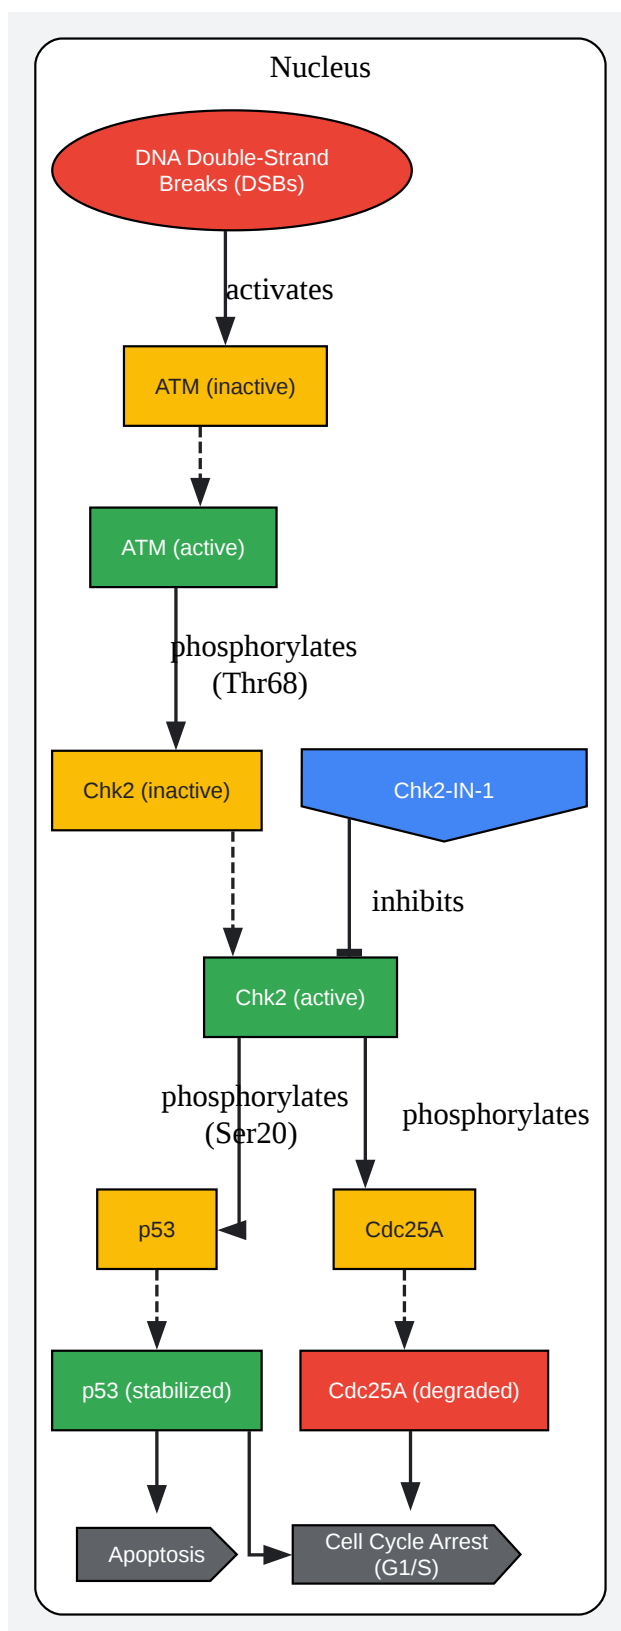 Nucleus
DNA Double-Strand
Breaks (DSBs)
activates
ATM (inactive)
ATM (active)
phosphorylates
(Thr68)
Chk2 (inactive)
Chk2-IN-1
inhibits
Chk2 (active)
phosphorylates
(Ser20)
phosphorylates
p53
Cdc25A
p53 (stabilized)
Cdc25A (degraded)
Apoptosis
Cell Cycle Arrest
(G1/S)